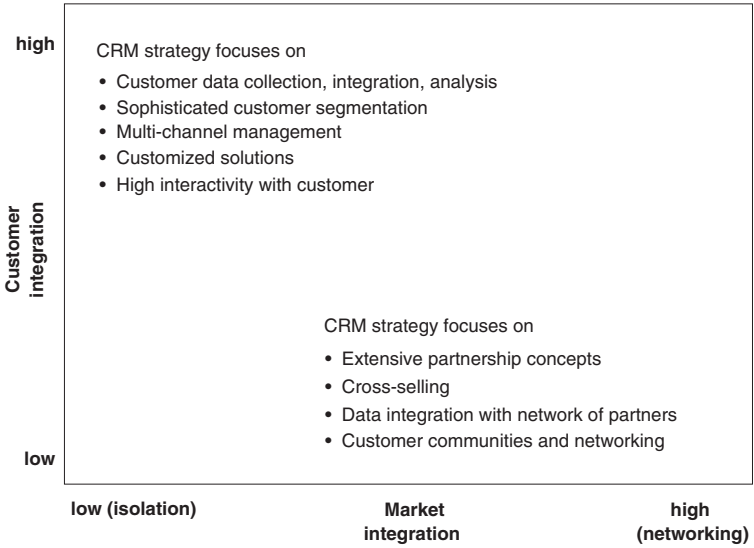 high
CRM strategy focuses on
• Customer data collection, integration, analysis
• Sophisticated customer segmentation
• Multi-channel management
• Customized solutions
• High interactivity with customer
Customer
integration
CRM strategy focuses on
• Extensive partnership concepts
• Cross-selling
• Data integration with network of partners
• Customer communities and networking
low
low (isolation)
Market
integration
high
(networking)